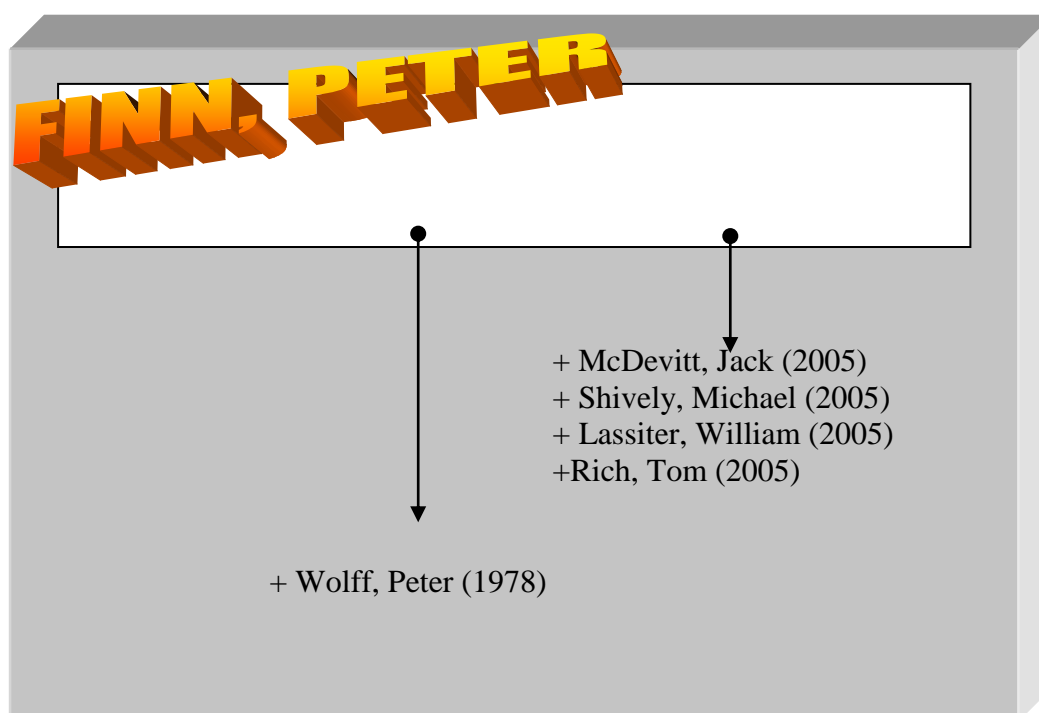 FINN, PETER
+ McDevitt, Jack (2005)
+ Shively, Michael (2005)
+ Lassiter, William (2005)
+Rich, Tom (2005)
+ Wolff, Peter (1978)